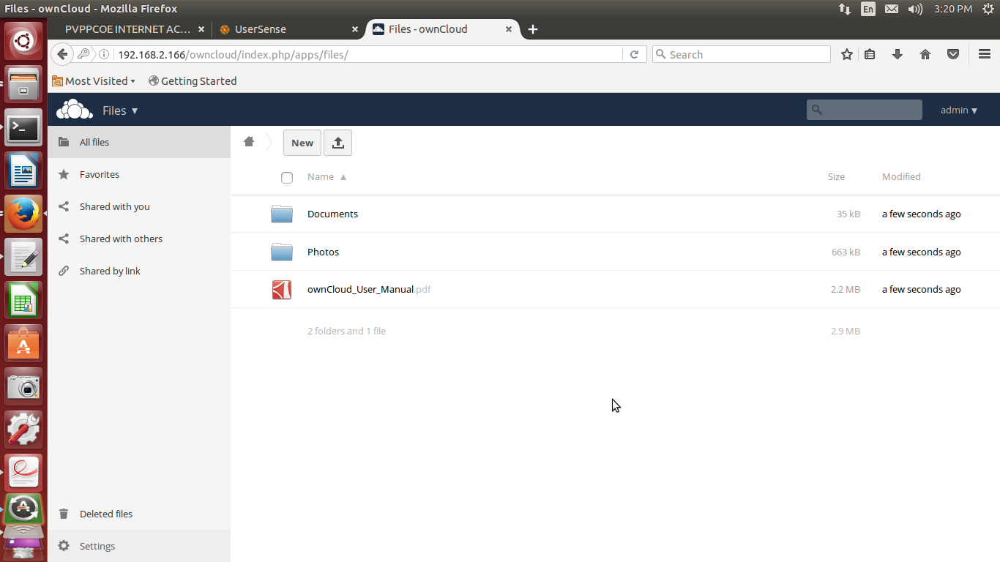 Files - ownCloud - Mozilla Firefox
En
3:20 PM
PVPPCOE INTERNET AC...
UserSense
Files - ownCloud
192.168.2.166/owncloud/index.php/apps/files/
Search
Most Visited
Getting Started
Files
admin
All files
New
Favorites
Name
Size
Modified
Shared with you
Documents
35 kB
a few seconds ago
Shared with others
Photos
663 kB
a few seconds ago
Shared by link
ownCloud_User_Manual.pdf
2.2 MB
a few seconds ago
2 folders and 1 file
2.9 MB
Deleted files
Settings